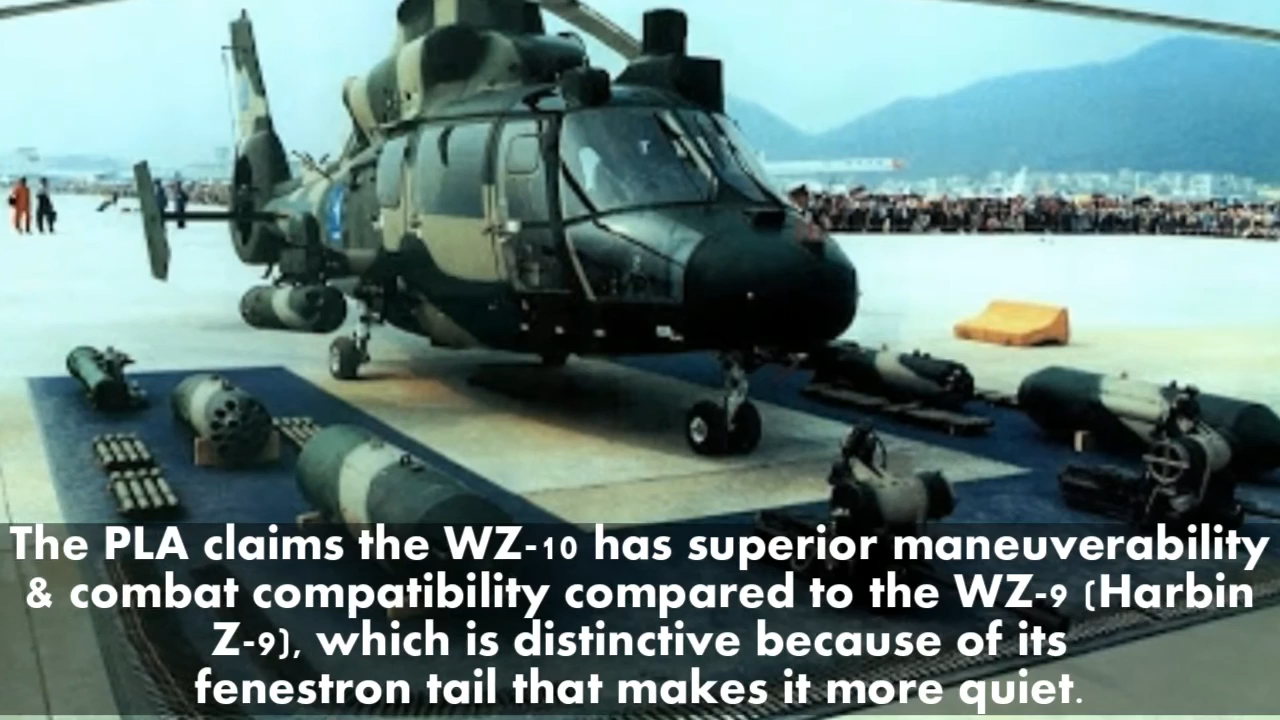 The PLA claims the WZ-10 has superior maneuverability
& combat compatibility compared to the WZ-9 (Harbin
Z-9), which is distinctive because of its
fenestron tail that makes it more quiet.